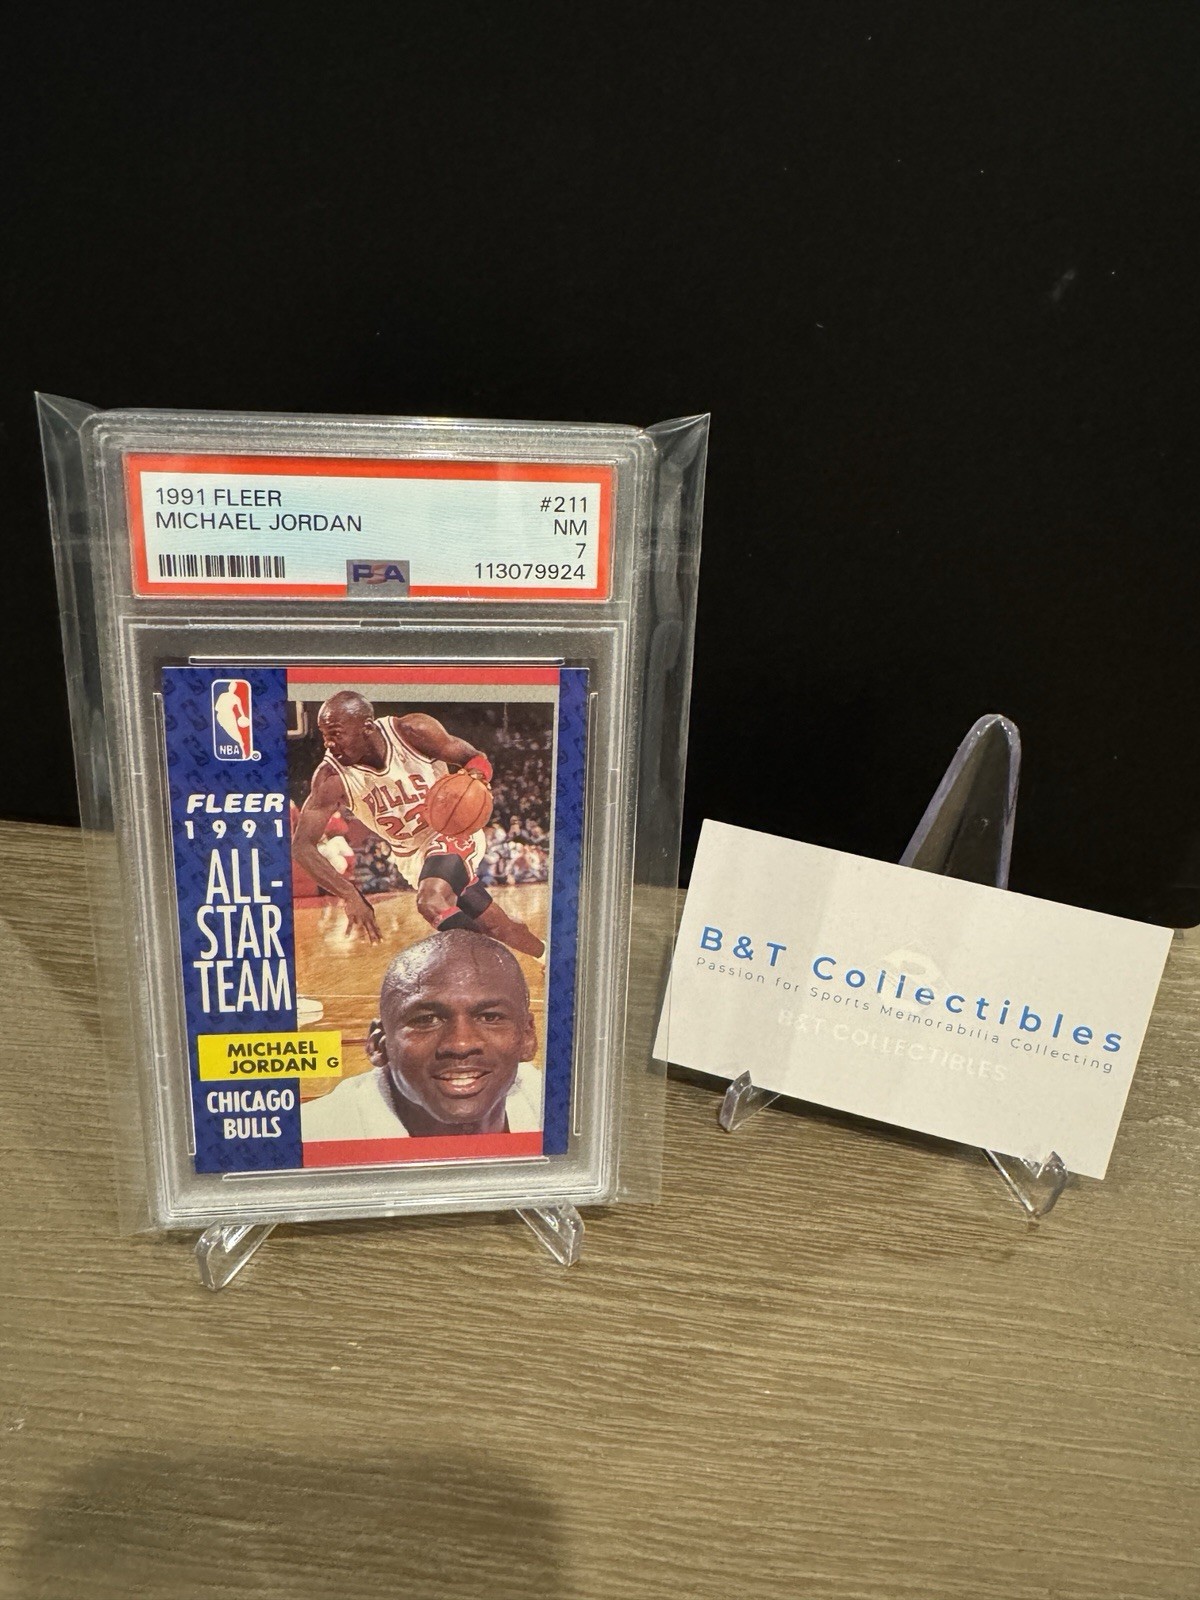 1991 FLEER
MICHAEL JORDAN
#211
NM
7
PSA
113079924
NBA
FLEER
1991
ALL-
STAR
TEAM
MICHAEL
JORDAN G
CHICAGO
BULLS
BULLS
23
B&T Collectibles
Passion for Sports Memorabilia Collecting
B&T COLLECTIBLES